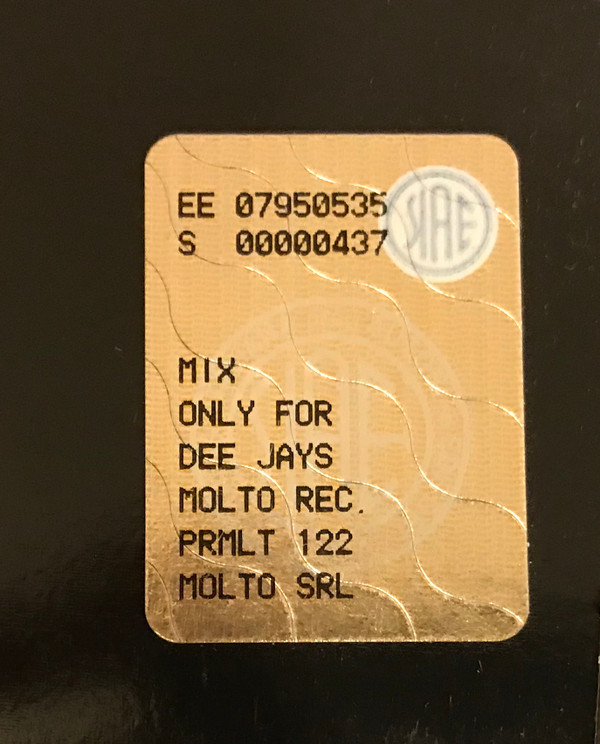 EE 07950535
S 00000437
SIAE
MIX
ONLY FOR
DEE JAYS
MOLTO REC.
PRMLT 122
MOLTO SRL